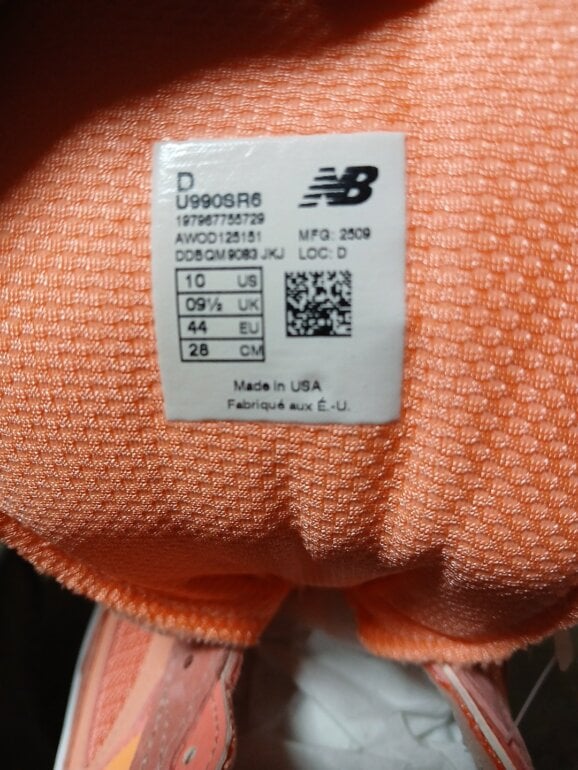 D
NB
U990SR6
197967755729
AWOD125151 MFG: 2509
DDBQM9083 JKJ LOC: D
10 US
09½ UK
44 EU
28 CM
Made in USA
Fabriqué aux É.-U.